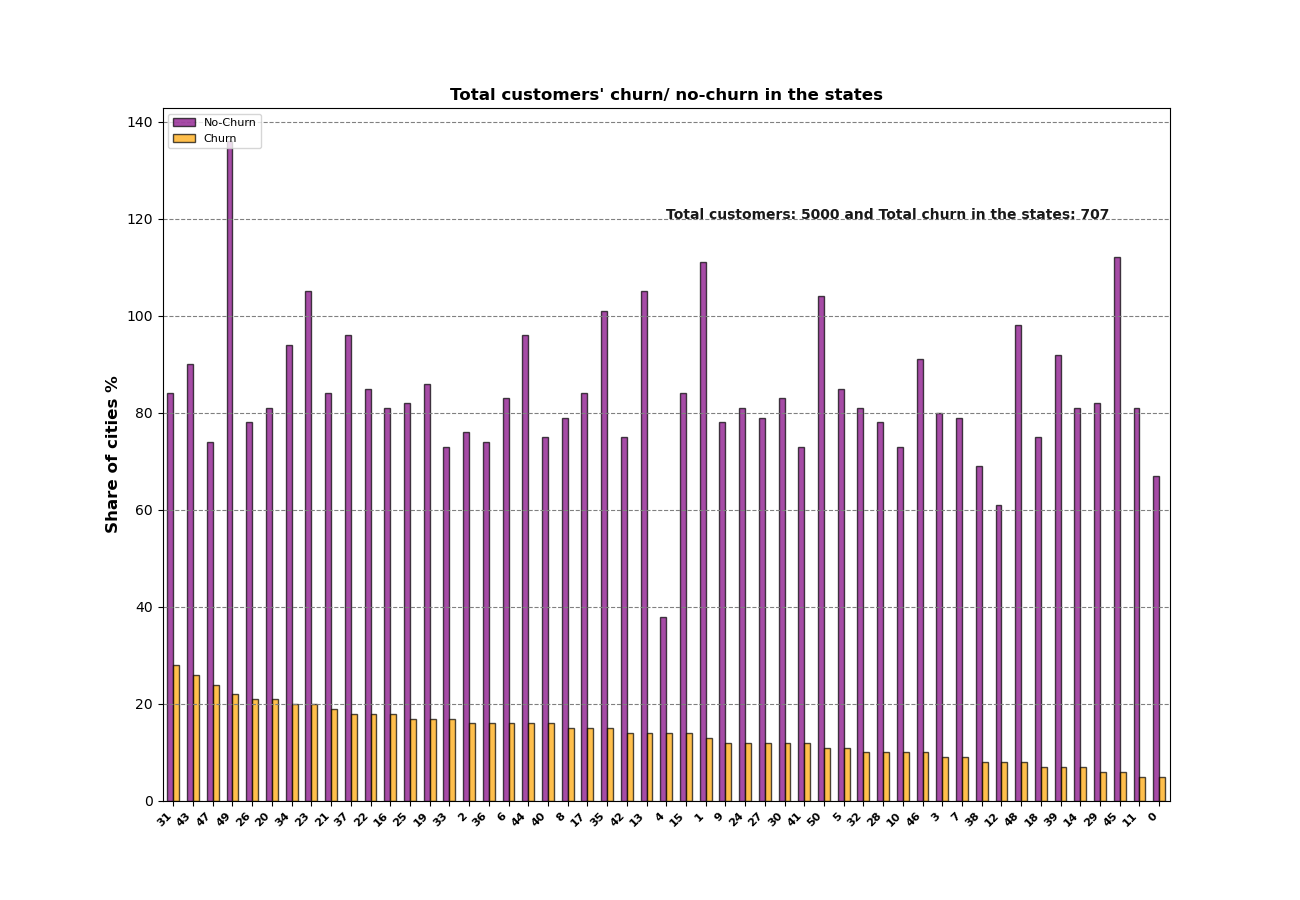 Total customers' churn/ no-churn in the states
No-Churn
Churn
Total customers: 5000 and Total churn in the states: 707
Share of cities %
140
120
100
80
60
40
20
0
31 43 47 49 26 20 34 23 21 37 22 16 25 19 33 2 36 6 44 40 8 17 35 42 13 4 15 1 9 24 27 30 41 50 5 32 28 10 46 3 7 38 12 48 18 39 14 29 45 11 0